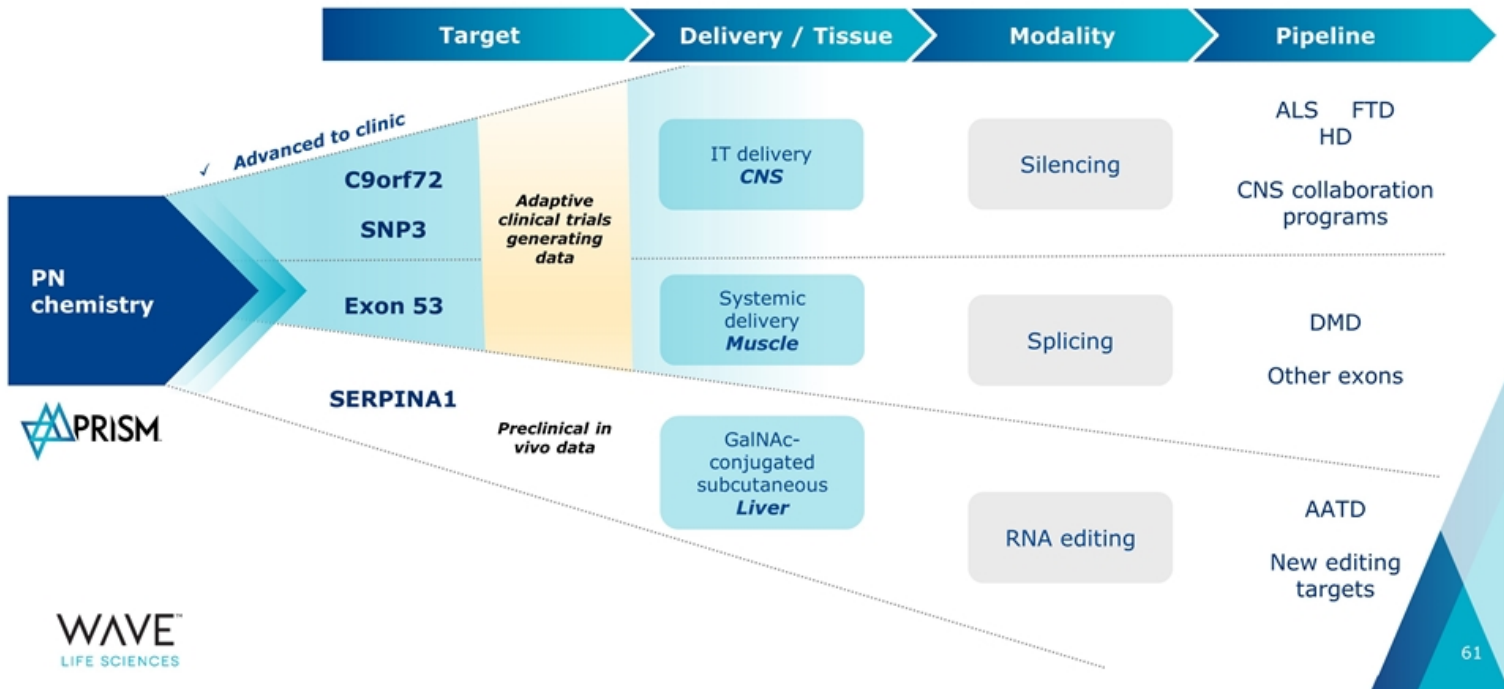 Target
Delivery / Tissue
Modality
Pipeline
✓ Advanced to clinic
PN
chemistry
C9orf72
SNP3
Exon 53
SERPINA1
Adaptive
clinical trials
generating
data
Preclinical in
vivo data
IT delivery
CNS
Systemic
delivery
Muscle
GalNAc-
conjugated
subcutaneous
Liver
Silencing
Splicing
RNA editing
ALS FTD
HD
CNS collaboration
programs
DMD
Other exons
AATD
New editing
targets
PRISM
WAVE™
LIFE SCIENCES
61